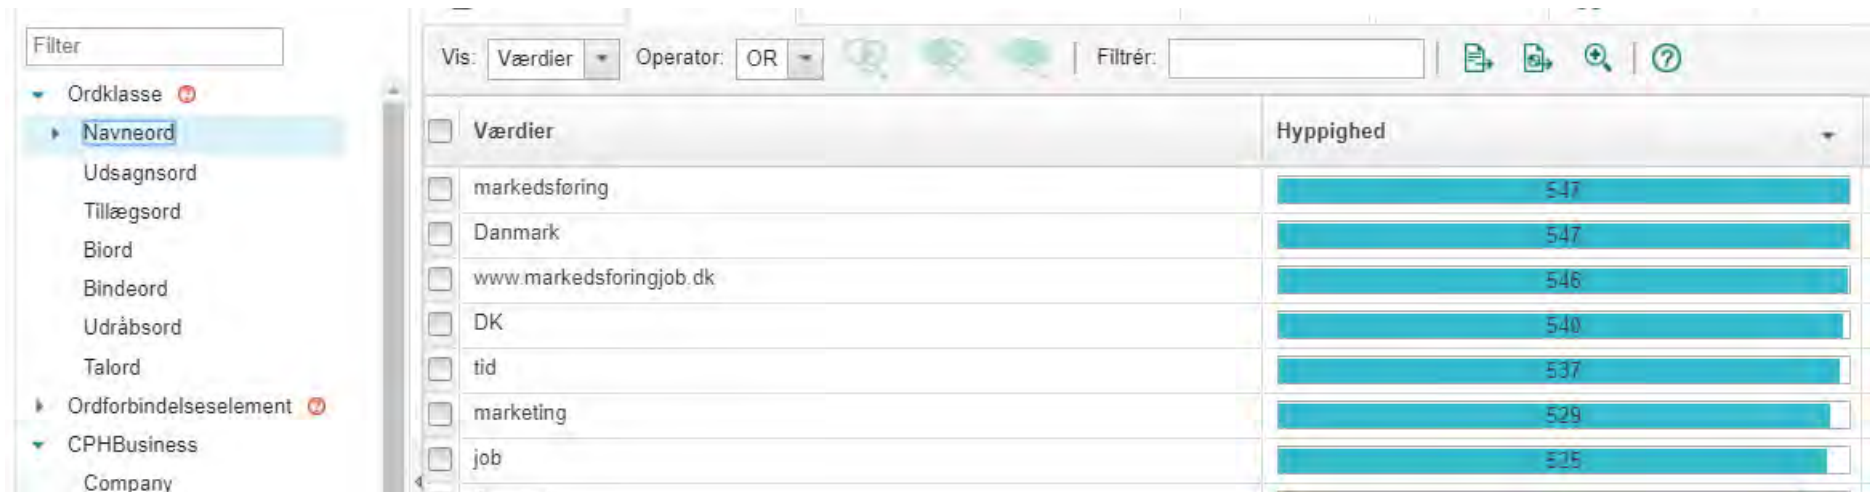 Filter
Ordklasse
Navneord
Udsagnsord
Tillægsord
Biord
Bindeord
Udråbsord
Talord
Ordforbindelseselement
CPHBusiness
Company
Vis: Værdier Operator: OR Filtrér:
Værdier Hyppighed
markedsføring 547
Danmark 547
www.markedsforingjob.dk 546
DK 540
tid 537
marketing 529
job 525